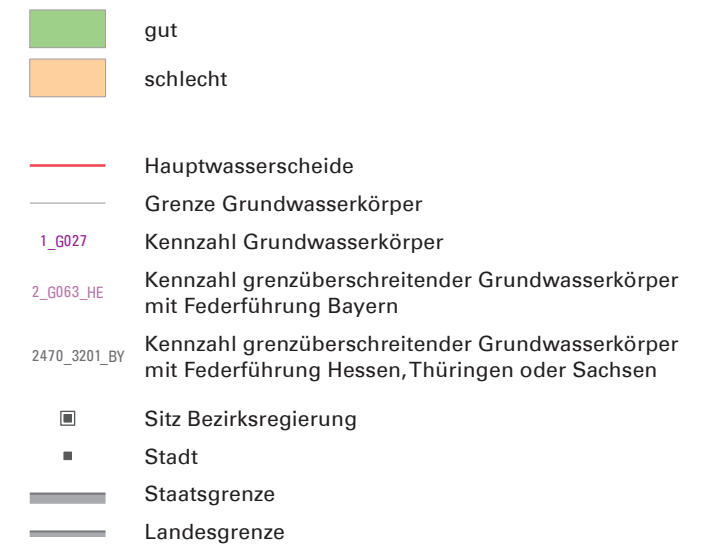 gut
schlecht
Hauptwasserscheide
Grenze Grundwasserkörper
1_G027 Kennzahl Grundwasserkörper
2_G063_HE Kennzahl grenzüberschreitender Grundwasserkörper
mit Federführung Bayern
2470_3201_BY Kennzahl grenzüberschreitender Grundwasserkörper
mit Federführung Hessen, Thüringen oder Sachsen
Sitz Bezirksregierung
Stadt
Staatsgrenze
Landesgrenze